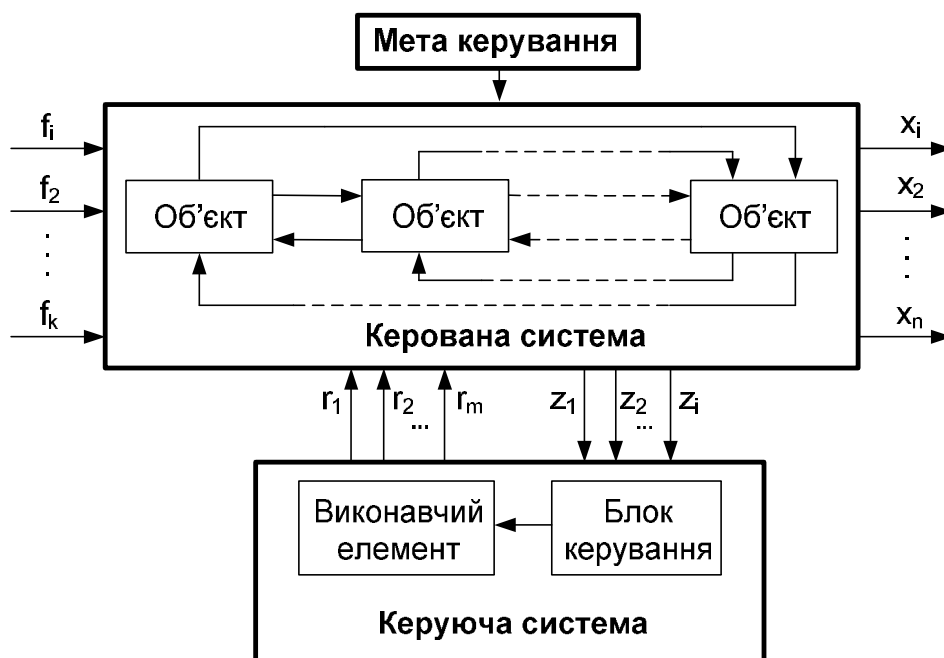 Мета керування
fi
xi
f2
x2
Об’єкт
Об’єкт
Об’єкт
.
.
.
.
.
.
fk
xn
Керована система
r1
r2
...
rm
z1
z2
...
zi
Виконавчий
елемент
Блок
керування
Керуюча система